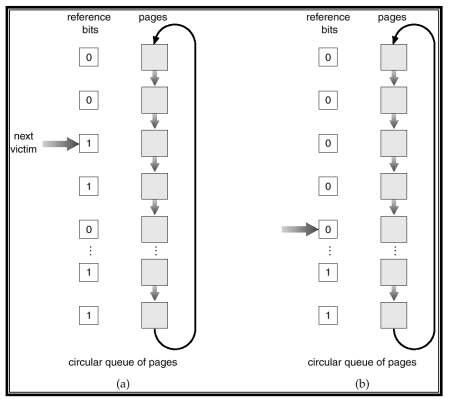 reference bits
pages
0
0
next victim
1
1
0
1
1
circular queue of pages
(a)
reference bits
pages
0
0
0
0
0
1
1
circular queue of pages
(b)